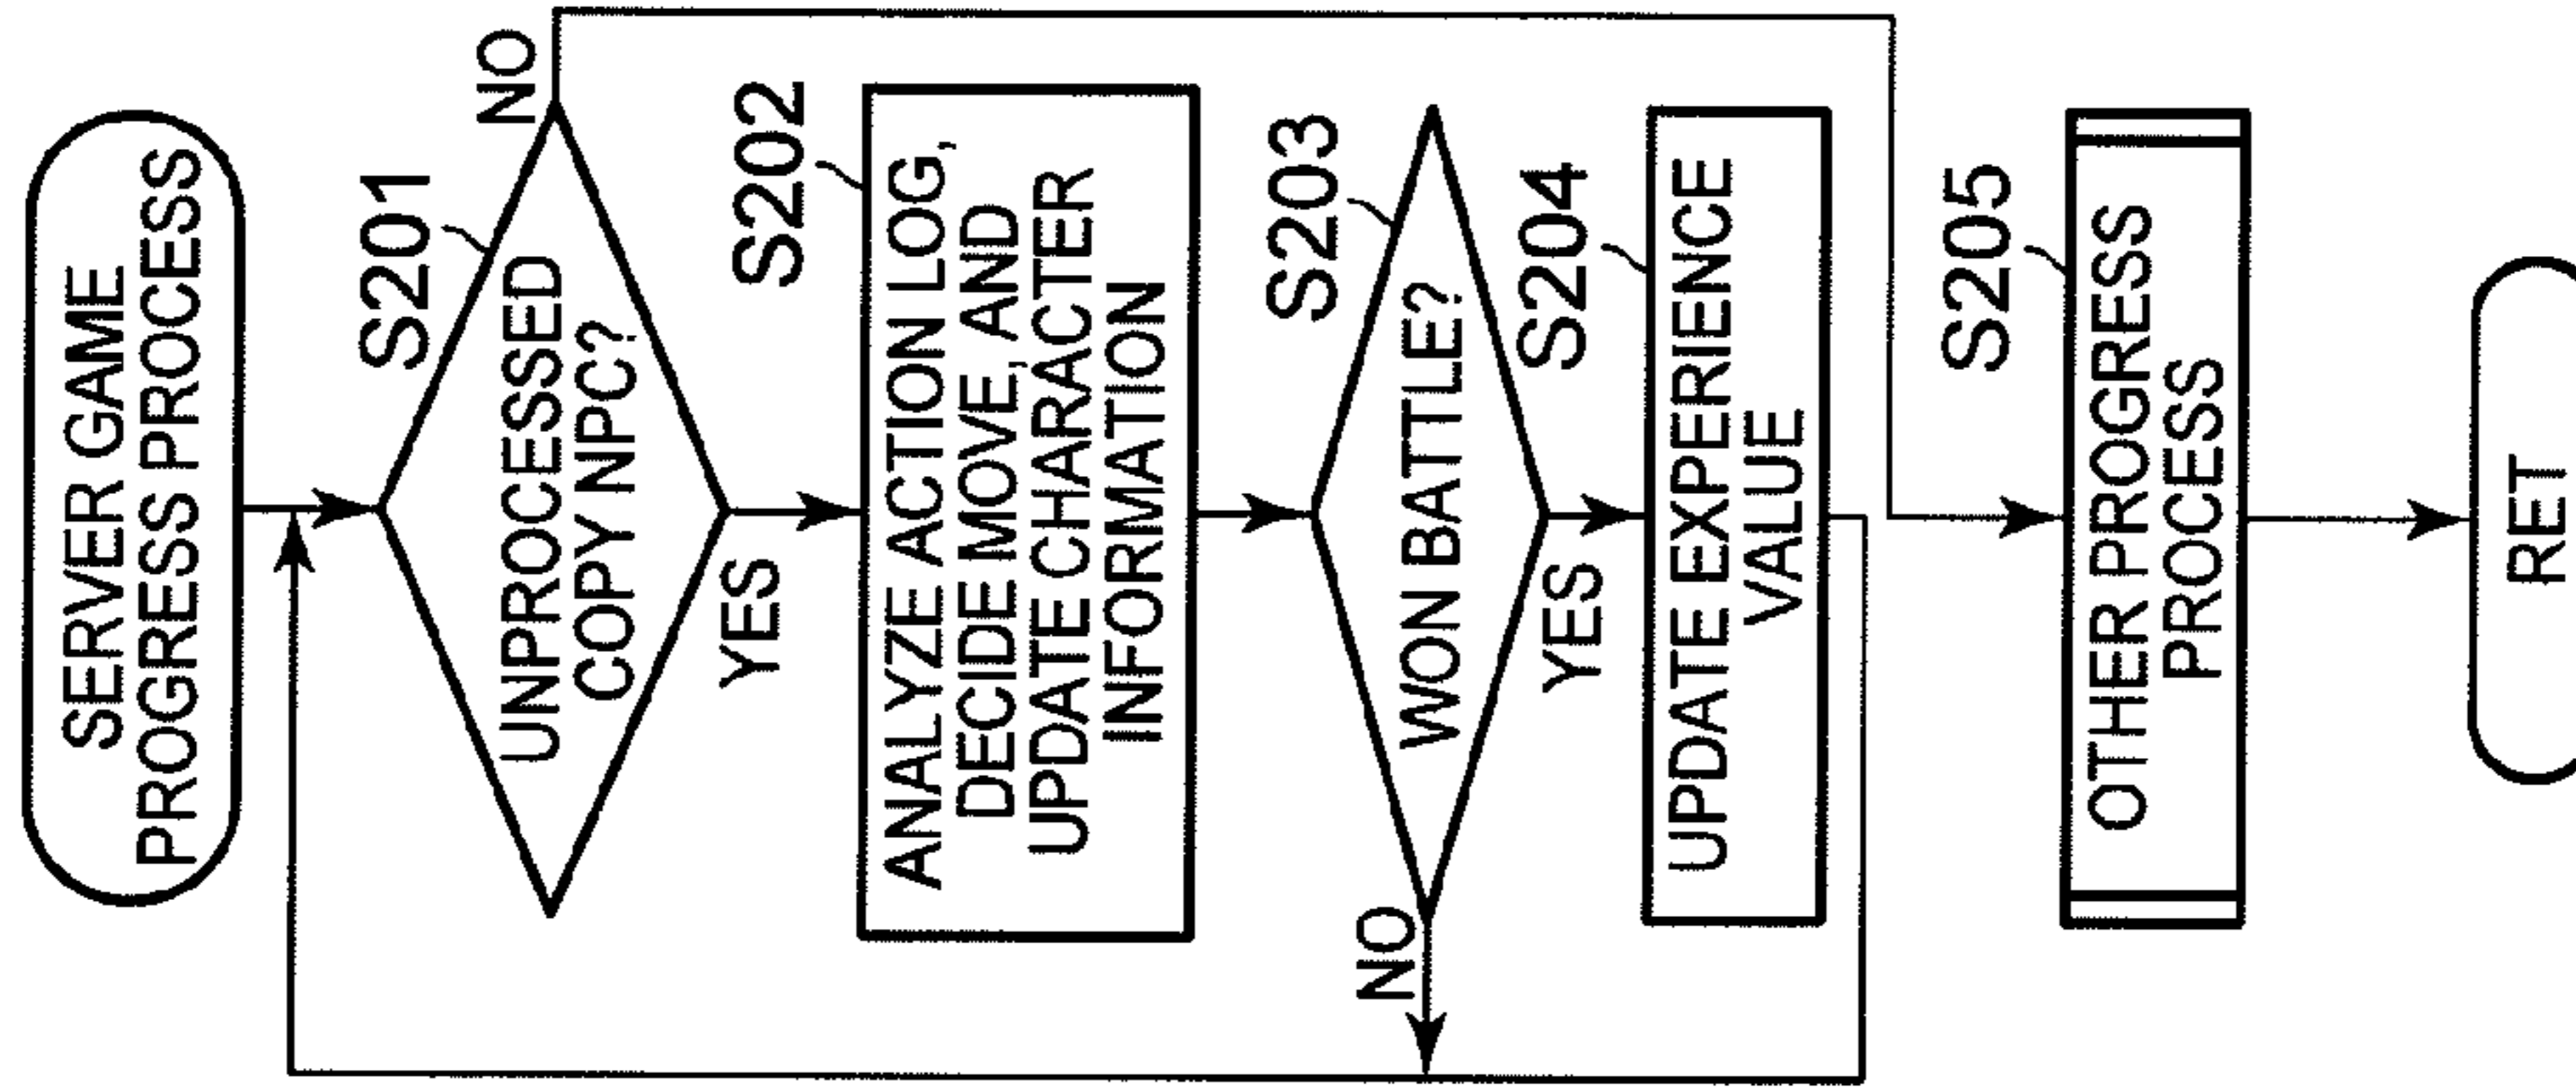 SERVER GAME
PROGRESS PROCESS
S201
NO
UNPROCESSED
COPY NPC?
YES
S202
ANALYZE ACTION LOG,
DECIDE MOVE, AND
UPDATE CHARACTER
INFORMATION
S203
WON BATTLE?
NO
YES
S204
UPDATE EXPERIENCE
VALUE
S205
OTHER PROGRESS
PROCESS
RET